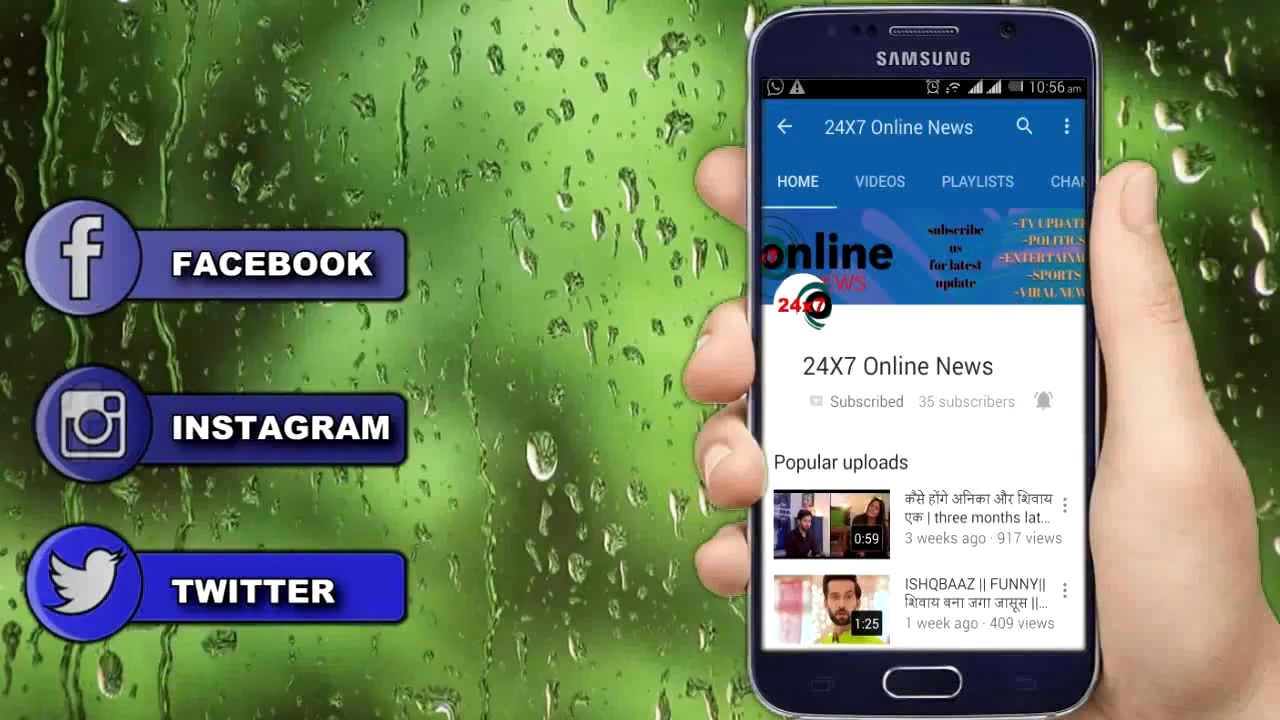 FACEBOOK
INSTAGRAM
TWITTER
SAMSUNG
10:56 am
24X7 Online News
HOME VIDEOS PLAYLISTS CHAN
online
NEWS
24x7
subscribe
us
for latest
update
~TV UPDATE
~POLITICS
~ENTERTAINM
~SPORTS
~VIRAL NEW
24X7 Online News
Subscribed 35 subscribers
Popular uploads
0:59
कैसे होंगे अनिका और शिवाय
एक | three months lat...
3 weeks ago · 917 views
1:25
ISHQBAAZ || FUNNY||
शिवाय बना जगा जासूस ||...
1 week ago · 409 views